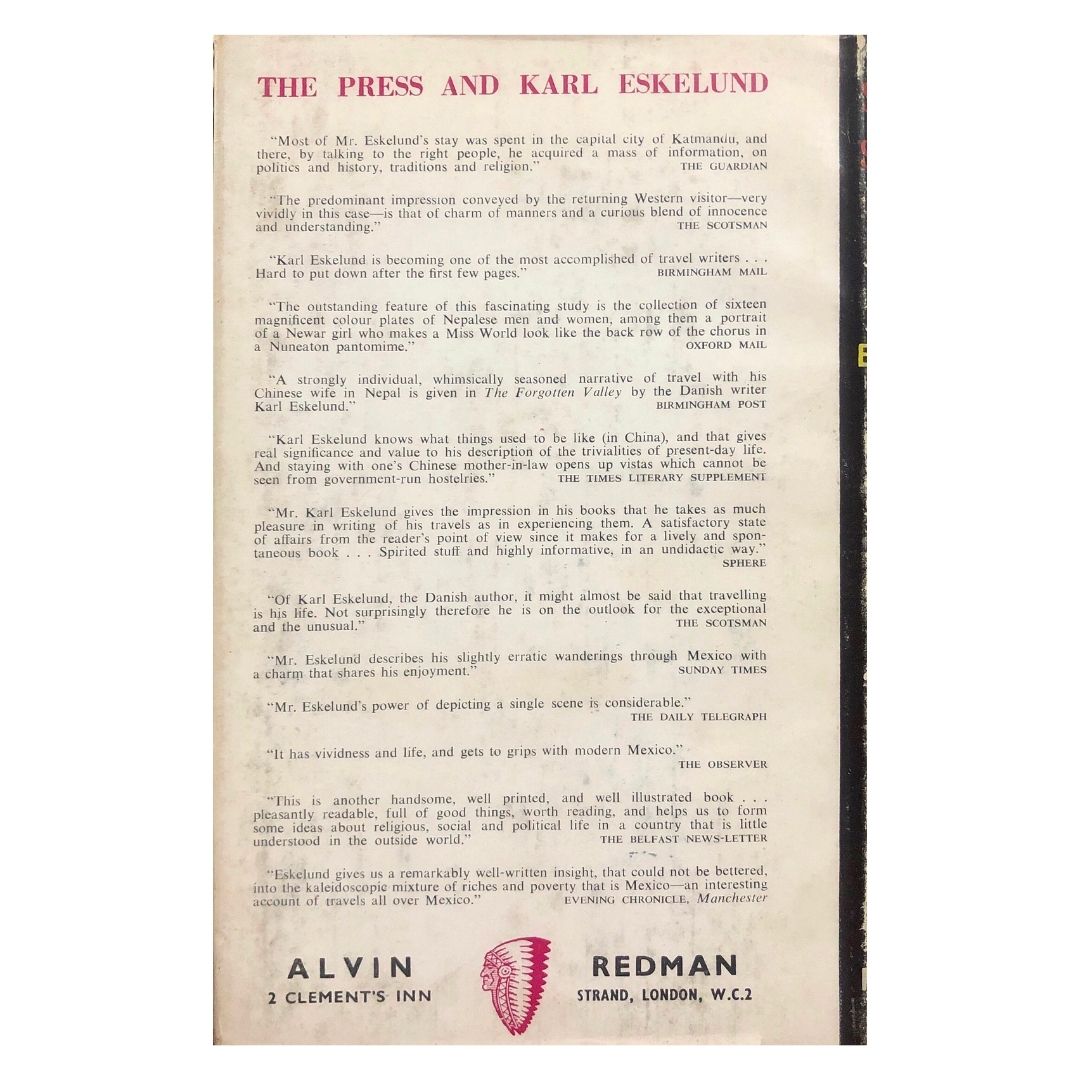 THE PRESS AND KARL ESKELUND
“Most of Mr. Eskelund's stay was spent in the capital city of Katmandu, and
there, by talking to the right people, he acquired a mass of information, on
politics and history, traditions and religion.” THE GUARDIAN
“The predominant impression conveyed by the returning Western visitor—very
vividly in this case—is that of charm of manners and a curious blend of innocence
and understanding.” THE SCOTSMAN
“Karl Eskelund is becoming one of the most accomplished of travel writers . . .
Hard to put down after the first few pages.” BIRMINGHAM MAIL
“The outstanding feature of this fascinating study is the collection of sixteen
magnificent colour plates of Nepalese men and women, among them a portrait
of a Newar girl who makes a Miss World look like the back row of the chorus in
a Nuneaton pantomime.” OXFORD MAIL
“A strongly individual, whimsically seasoned narrative of travel with his
Chinese wife in Nepal is given in The Forgotten Valley by the Danish writer
Karl Eskelund.” BIRMINGHAM POST
“Karl Eskelund knows what things used to be like (in China), and that gives
real significance and value to his description of the trivialities of present-day life.
And staying with one's Chinese mother-in-law opens up vistas which cannot be
seen from government-run hostelries.” THE TIMES LITERARY SUPPLEMENT
“Mr. Karl Eskelund gives the impression in his books that he takes as much
pleasure in writing of his travels as in experiencing them. A satisfactory state
of affairs from the reader's point of view since it makes for a lively and spon-
taneous book . . . Spirited stuff and highly informative, in an undidactic way.”
SPHERE
“Of Karl Eskelund, the Danish author, it might almost be said that travelling
is his life. Not surprisingly therefore he is on the outlook for the exceptional
and the unusual.” THE SCOTSMAN
“Mr. Eskelund describes his slightly erratic wanderings through Mexico with
a charm that shares his enjoyment.” SUNDAY TIMES
“Mr. Eskelund's power of depicting a single scene is considerable.”
THE DAILY TELEGRAPH
“It has vividness and life, and gets to grips with modern Mexico.”
THE OBSERVER
“This is another handsome, well printed, and well illustrated book . . .
pleasantly readable, full of good things, worth reading, and helps us to form
some ideas about religious, social and political life in a country that is little
understood in the outside world.” THE BELFAST NEWS-LETTER
“Eskelund gives us a remarkably well-written insight, that could not be bettered,
into the kaleidoscopic mixture of riches and poverty that is Mexico—an interesting
account of travels all over Mexico.” EVENING CHRONICLE, Manchester
ALVIN REDMAN
2 CLEMENT'S INN STRAND, LONDON, W.C.2